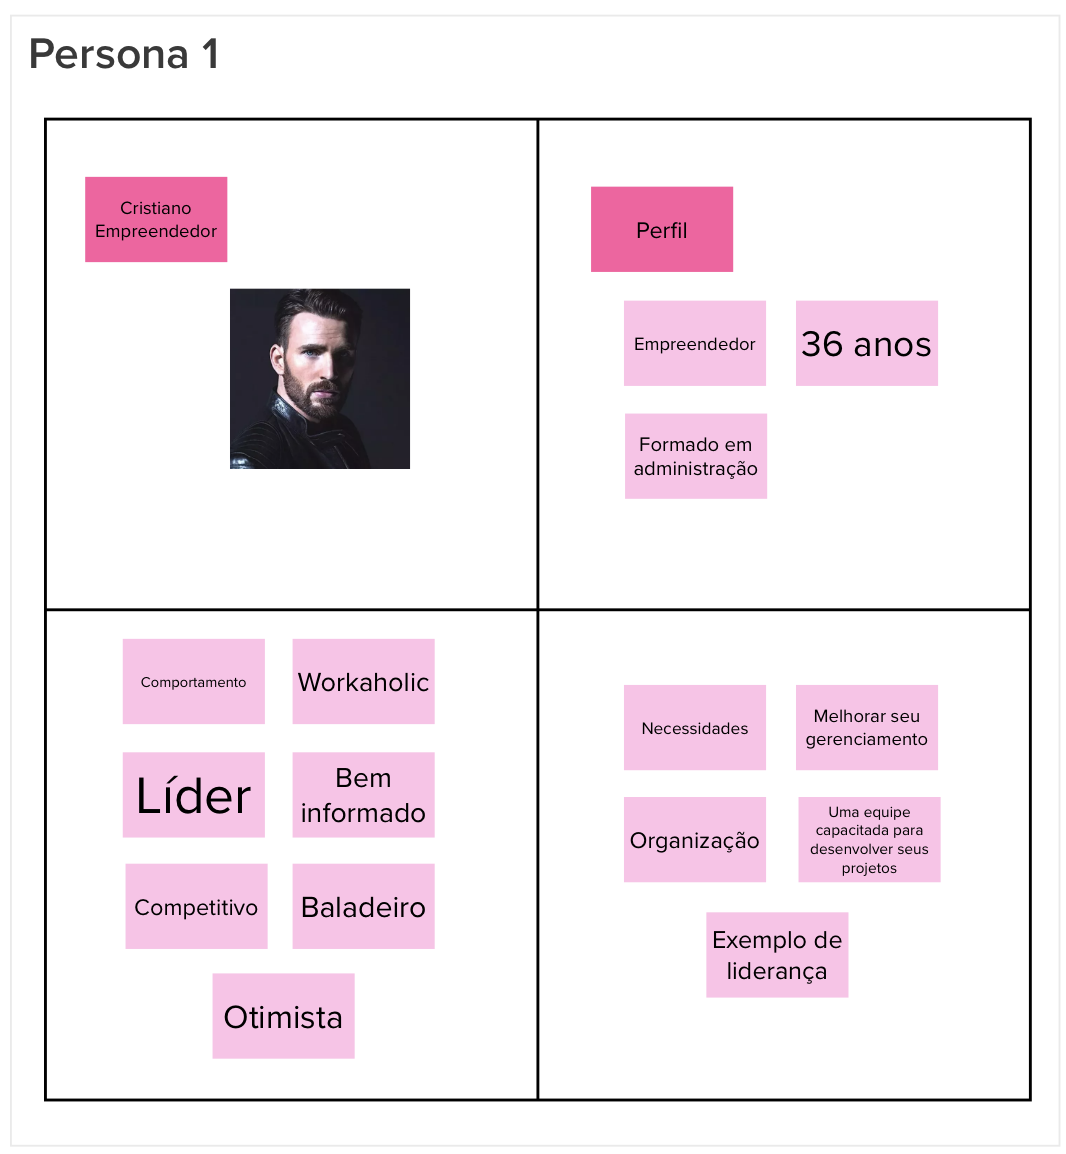 Persona 1
Cristiano
Empreendedor
Perfil
Empreendedor
36 anos
Formado em
administração
Comportamento
Workaholic
Líder
Bem
informado
Competitivo
Baladeiro
Otimista
Necessidades
Melhorar seu
gerenciamento
Organização
Uma equipe
capacitada para
desenvolver seus
projetos
Exemplo de
liderança